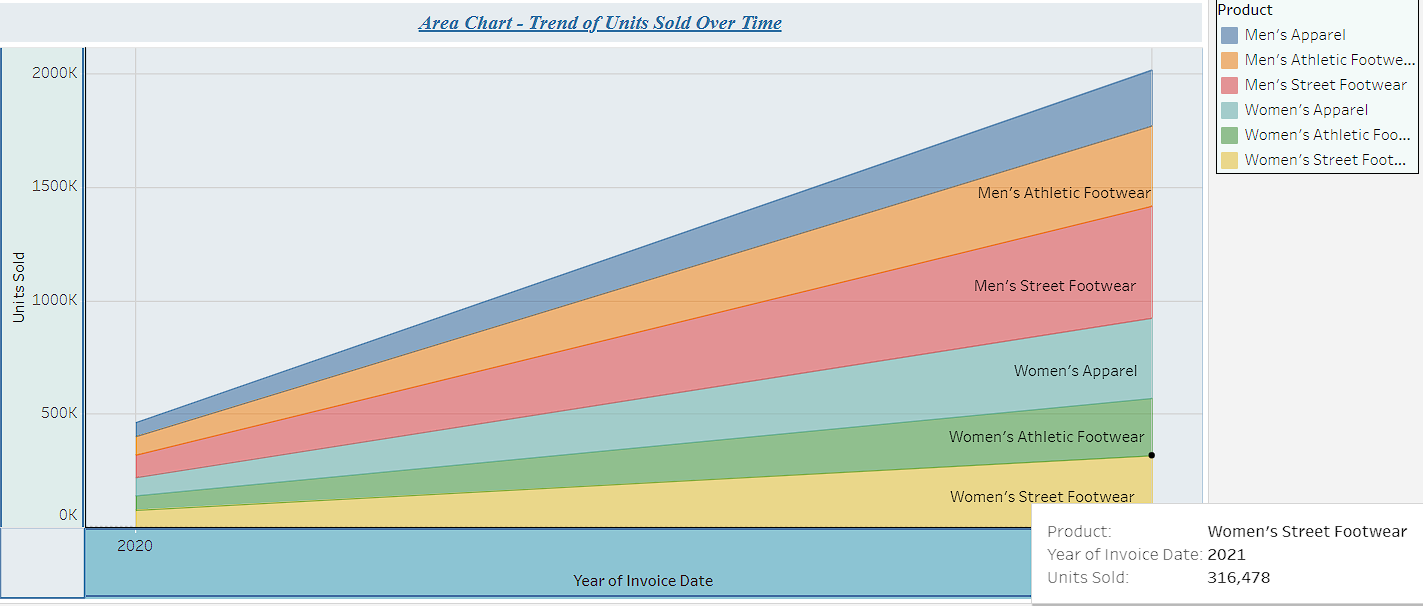 Area Chart - Trend of Units Sold Over Time
Product
Men's Apparel
Men's Athletic Footwe...
Men's Street Footwear
Women's Apparel
Women's Athletic Foo...
Women's Street Foot...
Units Sold
2000K
1500K
1000K
500K
0K
Men's Athletic Footwear
Men's Street Footwear
Women's Apparel
Women's Athletic Footwear
Women's Street Footwear
2020
Year of Invoice Date
Product: Women's Street Footwear
Year of Invoice Date: 2021
Units Sold: 316,478